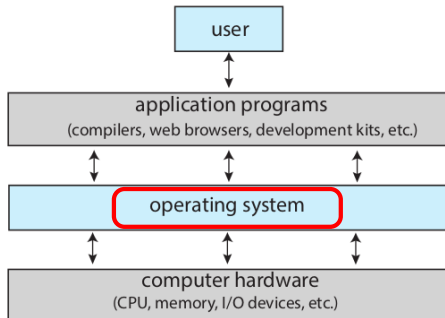 user
application programs
(compilers, web browsers, development kits, etc.)
operating system
computer hardware
(CPU, memory, I/O devices, etc.)